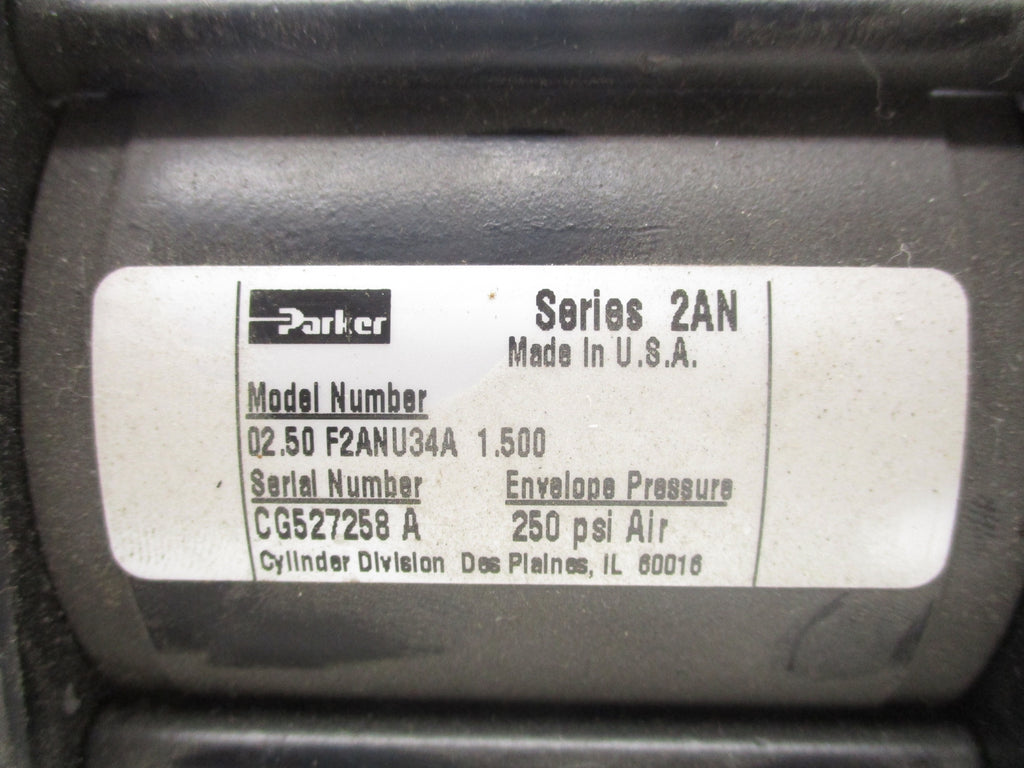 Parker
Series 2AN
Made In U.S.A.
Model Number
02.50 F2ANU34A 1.500
Serial Number Envelope Pressure
CG527258 A 250 psi Air
Cylinder Division Des Plaines, IL 60016